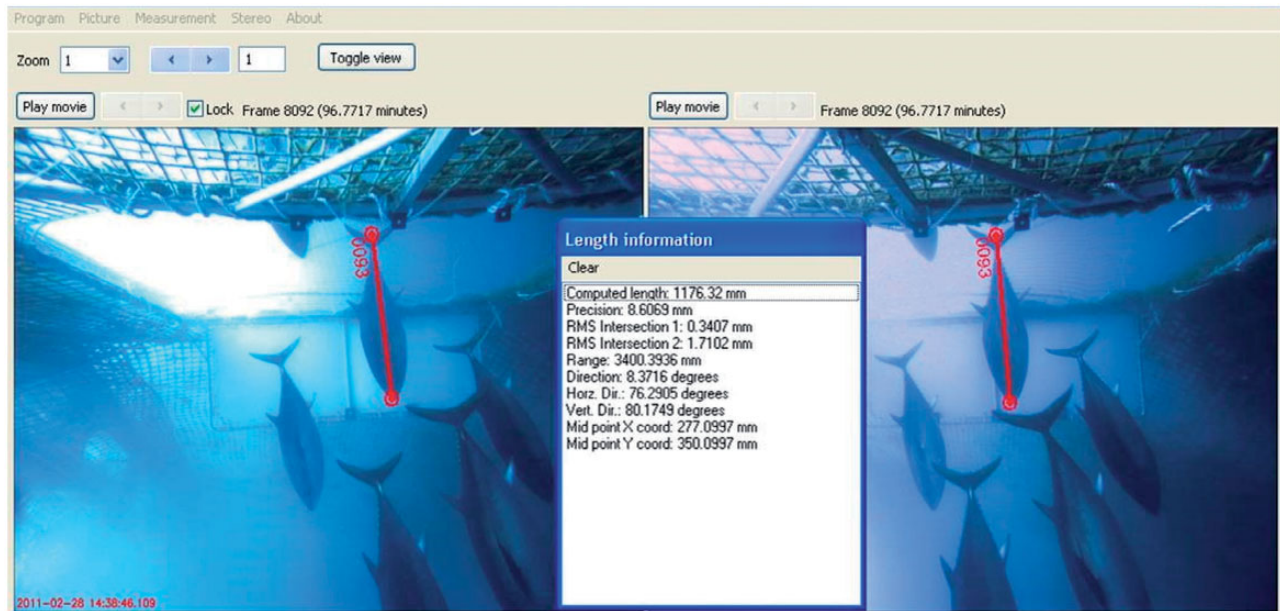 Program Picture Measurement Stereo About
Zoom 1 1 Toggle view
Play movie Lock Frame 8092 (96.7717 minutes)
Play movie Frame 8092 (96.7717 minutes)
0093
0093
Length information
Clear
Computed length: 1176.32 mm
Precision: 8.6069 mm
RMS Intersection 1: 0.3407 mm
RMS Intersection 2: 1.7102 mm
Range: 3400.3936 mm
Direction: 8.3716 degrees
Horz. Dir.: 76.2905 degrees
Vert. Dir.: 80.1749 degrees
Mid point X coord: 277.0997 mm
Mid point Y coord: 350.0997 mm
2011-02-28 14:38:46.109